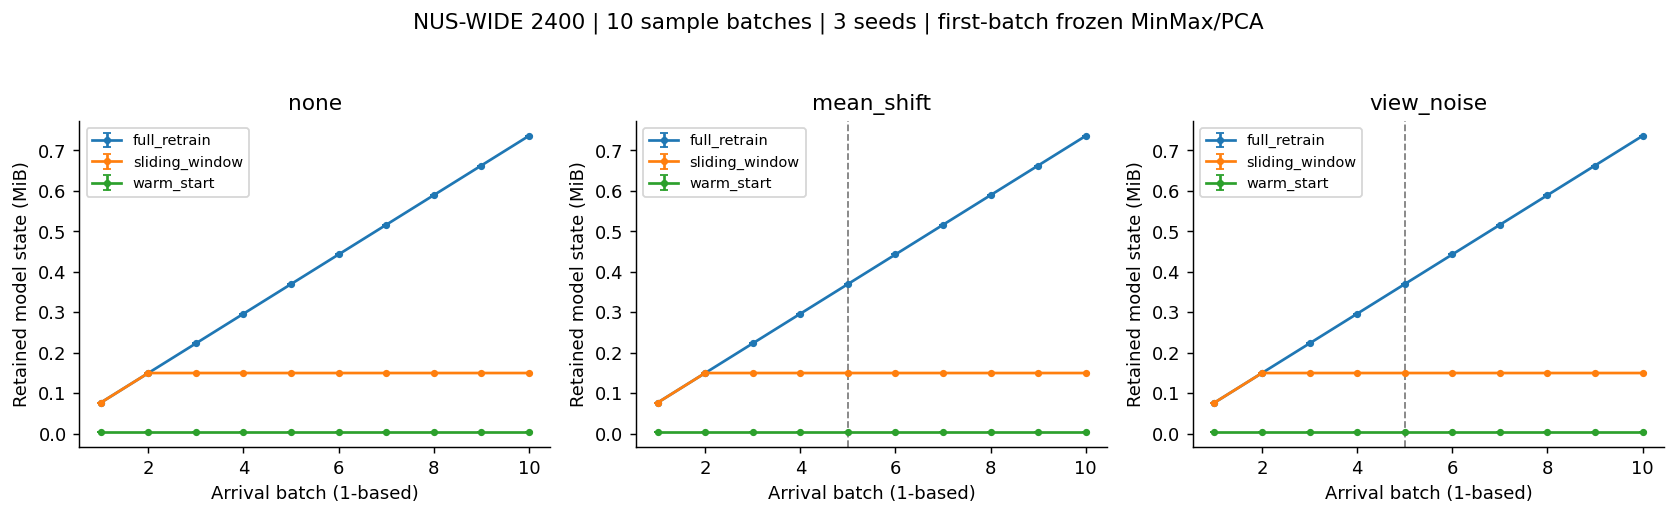 NUS-WIDE 2400 | 10 sample batches | 3 seeds | first-batch frozen MinMax/PCA
none
full_retrain
sliding_window
warm_start
Retained model state (MiB)
0.7
0.6
0.5
0.4
0.3
0.2
0.1
0.0
2 4 6 8 10
Arrival batch (1-based)
mean_shift
full_retrain
sliding_window
warm_start
Retained model state (MiB)
0.7
0.6
0.5
0.4
0.3
0.2
0.1
0.0
2 4 6 8 10
Arrival batch (1-based)
view_noise
full_retrain
sliding_window
warm_start
Retained model state (MiB)
0.7
0.6
0.5
0.4
0.3
0.2
0.1
0.0
2 4 6 8 10
Arrival batch (1-based)